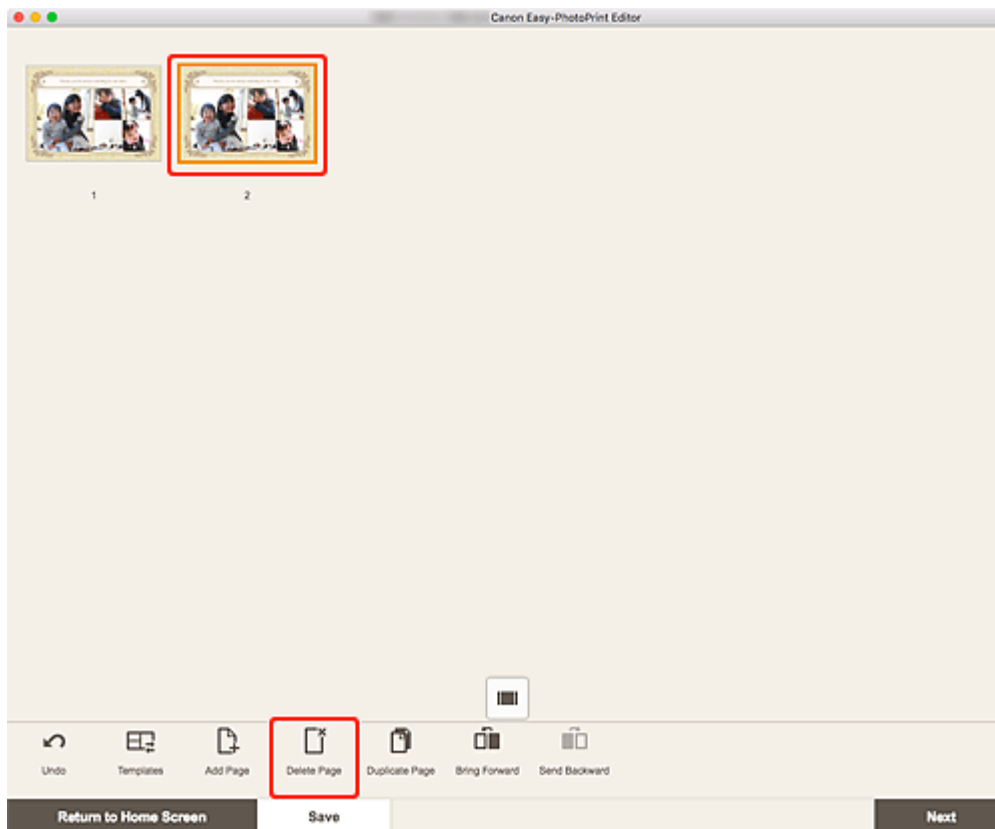 Canon Easy-PhotoPrint Editor
1
2
Undo
Templates
Add Page
Delete Page
Duplicate Page
Bring Forward
Send Backward
Return to Home Screen
Save
Next